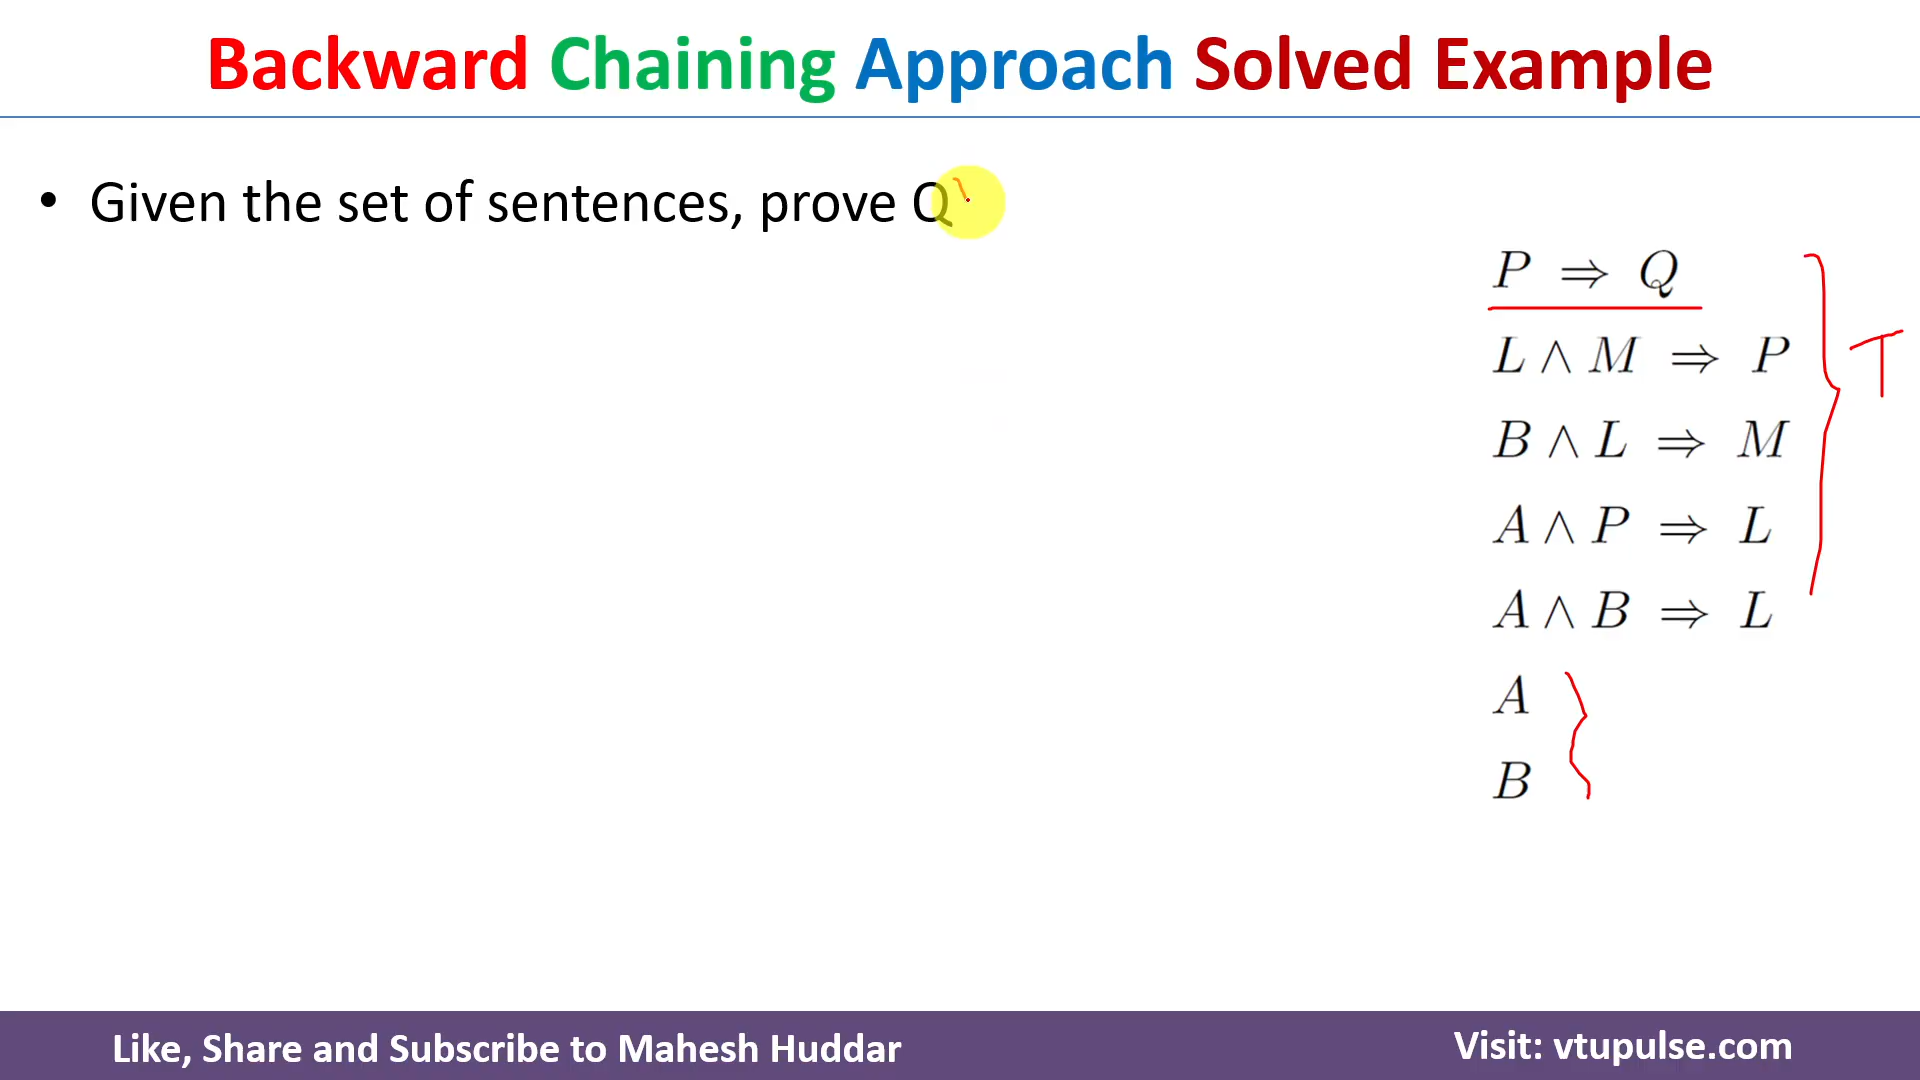 Backward Chaining Approach Solved Example
• Given the set of sentences, prove Q
P ⇒ Q
L ∧ M ⇒ P
B ∧ L ⇒ M
A ∧ P ⇒ L
A ∧ B ⇒ L
A
B
T
Like, Share and Subscribe to Mahesh Huddar
Visit: vtupulse.com